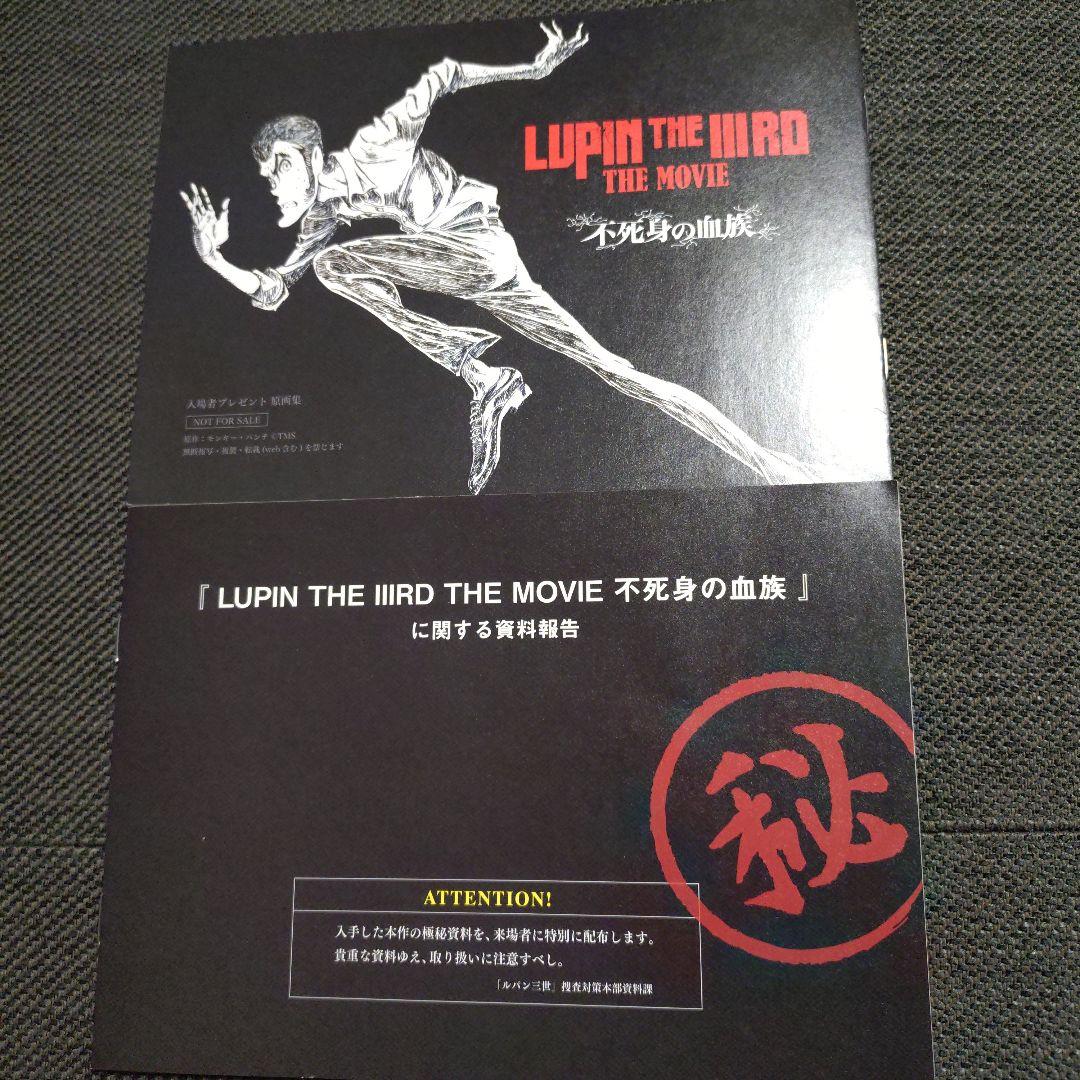 LUPIN THE IIIRD
THE MOVIE
不死身の血族
入場者プレゼント 原画集
NOT FOR SALE
原作：モンキー・パンチ ©TMS
無断複写・複製・転載(web含む)を禁じます
『 LUPIN THE IIIRD THE MOVIE 不死身の血族 』
に関する資料報告
秘
ATTENTION!
入手した本作の極秘資料を、来場者に特別に配布します。
貴重な資料ゆえ、取り扱いに注意すべし。
「ルパン三世」捜査対策本部資料課